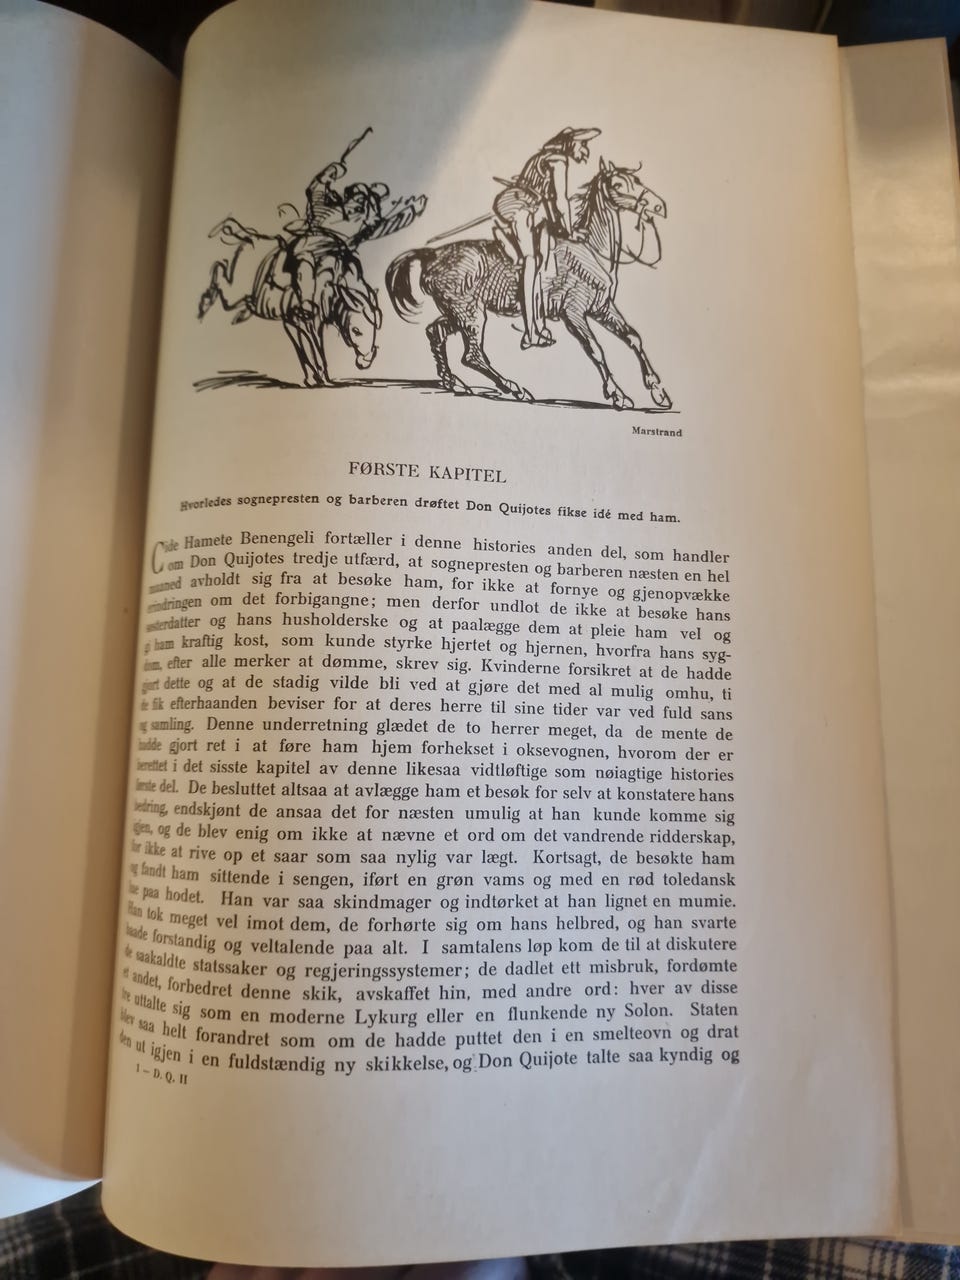 Marstrand
FØRSTE KAPITEL
Hvorledes sognepresten og barberen drøftet Don Quijotes fikse idé med ham.
Cide Hamete Benengeli fortæller i denne histories anden del, som handler
om Don Quijotes tredje utfærd, at sognepresten og barberen næsten en hel
maaned avholdt sig fra at besøke ham, for ikke at fornye og gjenopvække
erindringen om det forbigangne; men derfor undlot de ikke at besøke hans
søsterdatter og hans husholderske og at paalægge dem at pleie ham vel og
gi ham kraftig kost, som kunde styrke hjertet og hjernen, hvorfra hans syg-
dom, efter alle merker at dømme, skrev sig. Kvinderne forsikret at de hadde
gjort dette og at de stadig vilde bli ved at gjøre det med al mulig omhu, ti
de fik efterhaanden beviser for at deres herre til sine tider var ved fuld sans
og samling. Denne underretning glædet de to herrer meget, da de mente de
hadde gjort ret i at føre ham hjem forhekset i oksevognen, hvorom der er
berettet i det sisste kapitel av denne likesaa vidtløftige som nøiagtige histories
første del. De besluttet altsaa at avlægge ham et besøk for selv at konstatere hans
bedring, endskjønt de ansaa det for næsten umulig at han kunde komme sig
igjen, og de blev enig om ikke at nævne et ord om det vandrende ridderskap,
for ikke at rive op et saar som saa nylig var lægt. Kortsagt, de besøkte ham
og fandt ham sittende i sengen, iført en grøn vams og med en rød toledansk
hue paa hodet. Han var saa skindmager og indtørket at han lignet en mumie.
Han tok meget vel imot dem, de forhørte sig om hans helbred, og han svarte
baade forstandig og veltalende paa alt. I samtalens løp kom de til at diskutere
de saakaldte statssaker og regjeringssystemer; de dadlet ett misbruk, fordømte
et andet, forbedret denne skik, avskaffet hin, med andre ord: hver av disse
tre uttalte sig som en moderne Lykurg eller en flunkende ny Solon. Staten
blev saa helt forandret som om de hadde puttet den i en smelteovn og drat
den ut igjen i en fuldstændig ny skikkelse, og Don Quijote talte saa kyndig og
I – D. Q. II